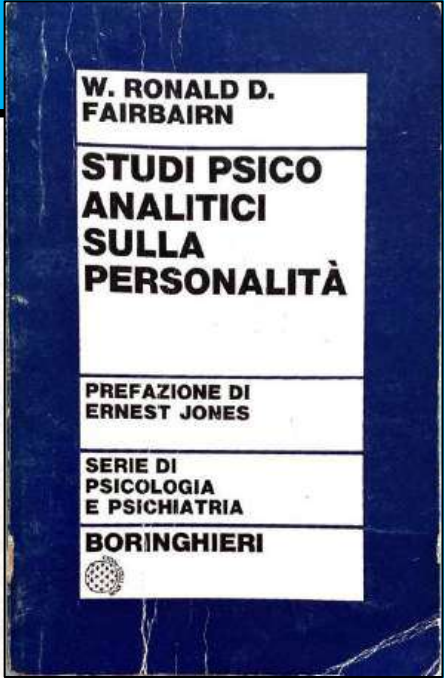 W. RONALD D.
FAIRBAIRN
STUDI PSICO
ANALITICI
SULLA
PERSONALITÀ
PREFAZIONE DI
ERNEST JONES
SERIE DI
PSICOLOGIA
E PSICHIATRIA
BORINGHIERI